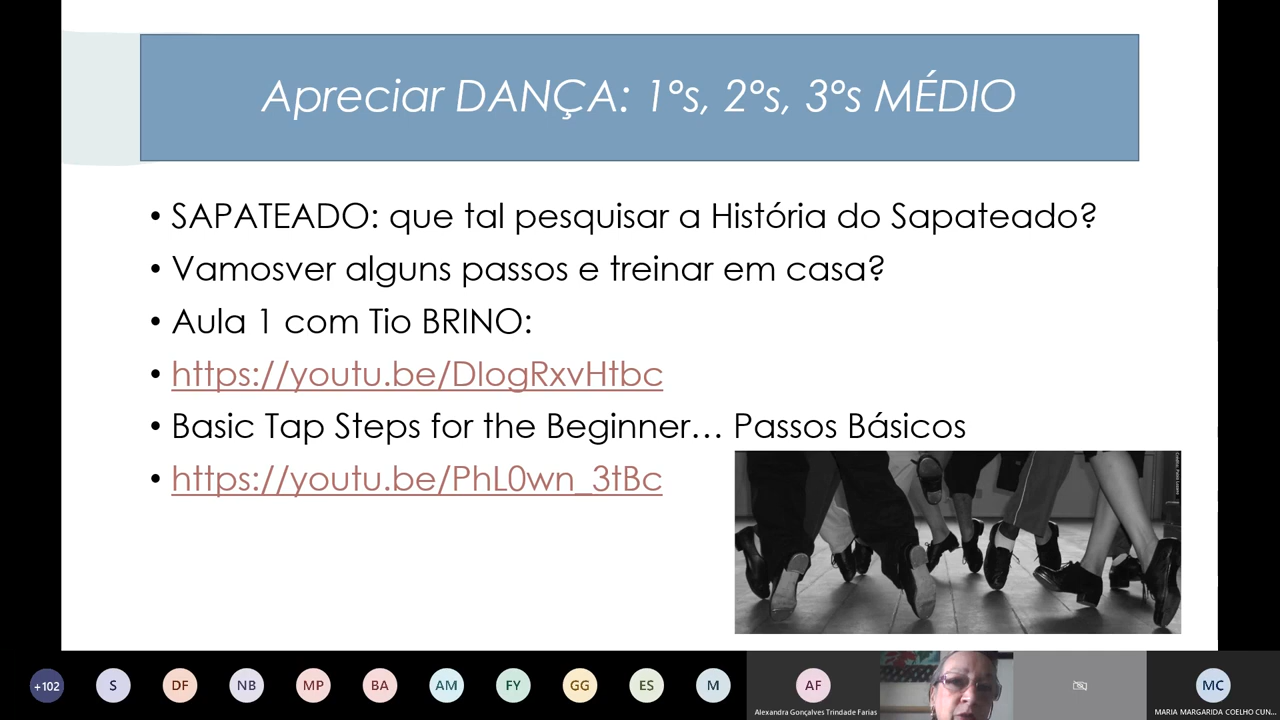 Apreciar DANÇA: 1ºs, 2ºs, 3ºs MÉDIO
• SAPATEADO: que tal pesquisar a História do Sapateado?
• Vamosver alguns passos e treinar em casa?
• Aula 1 com Tio BRINO:
• https://youtu.be/DlogRxvHtbc
• Basic Tap Steps for the Beginner... Passos Básicos
• https://youtu.be/PhL0wn_3tBc
+102 S DF NB MP BA AM FY GG ES M AF MC
Alexandra Gonçalves Trindade Farias MARIA MARGARIDA COELHO CUN...